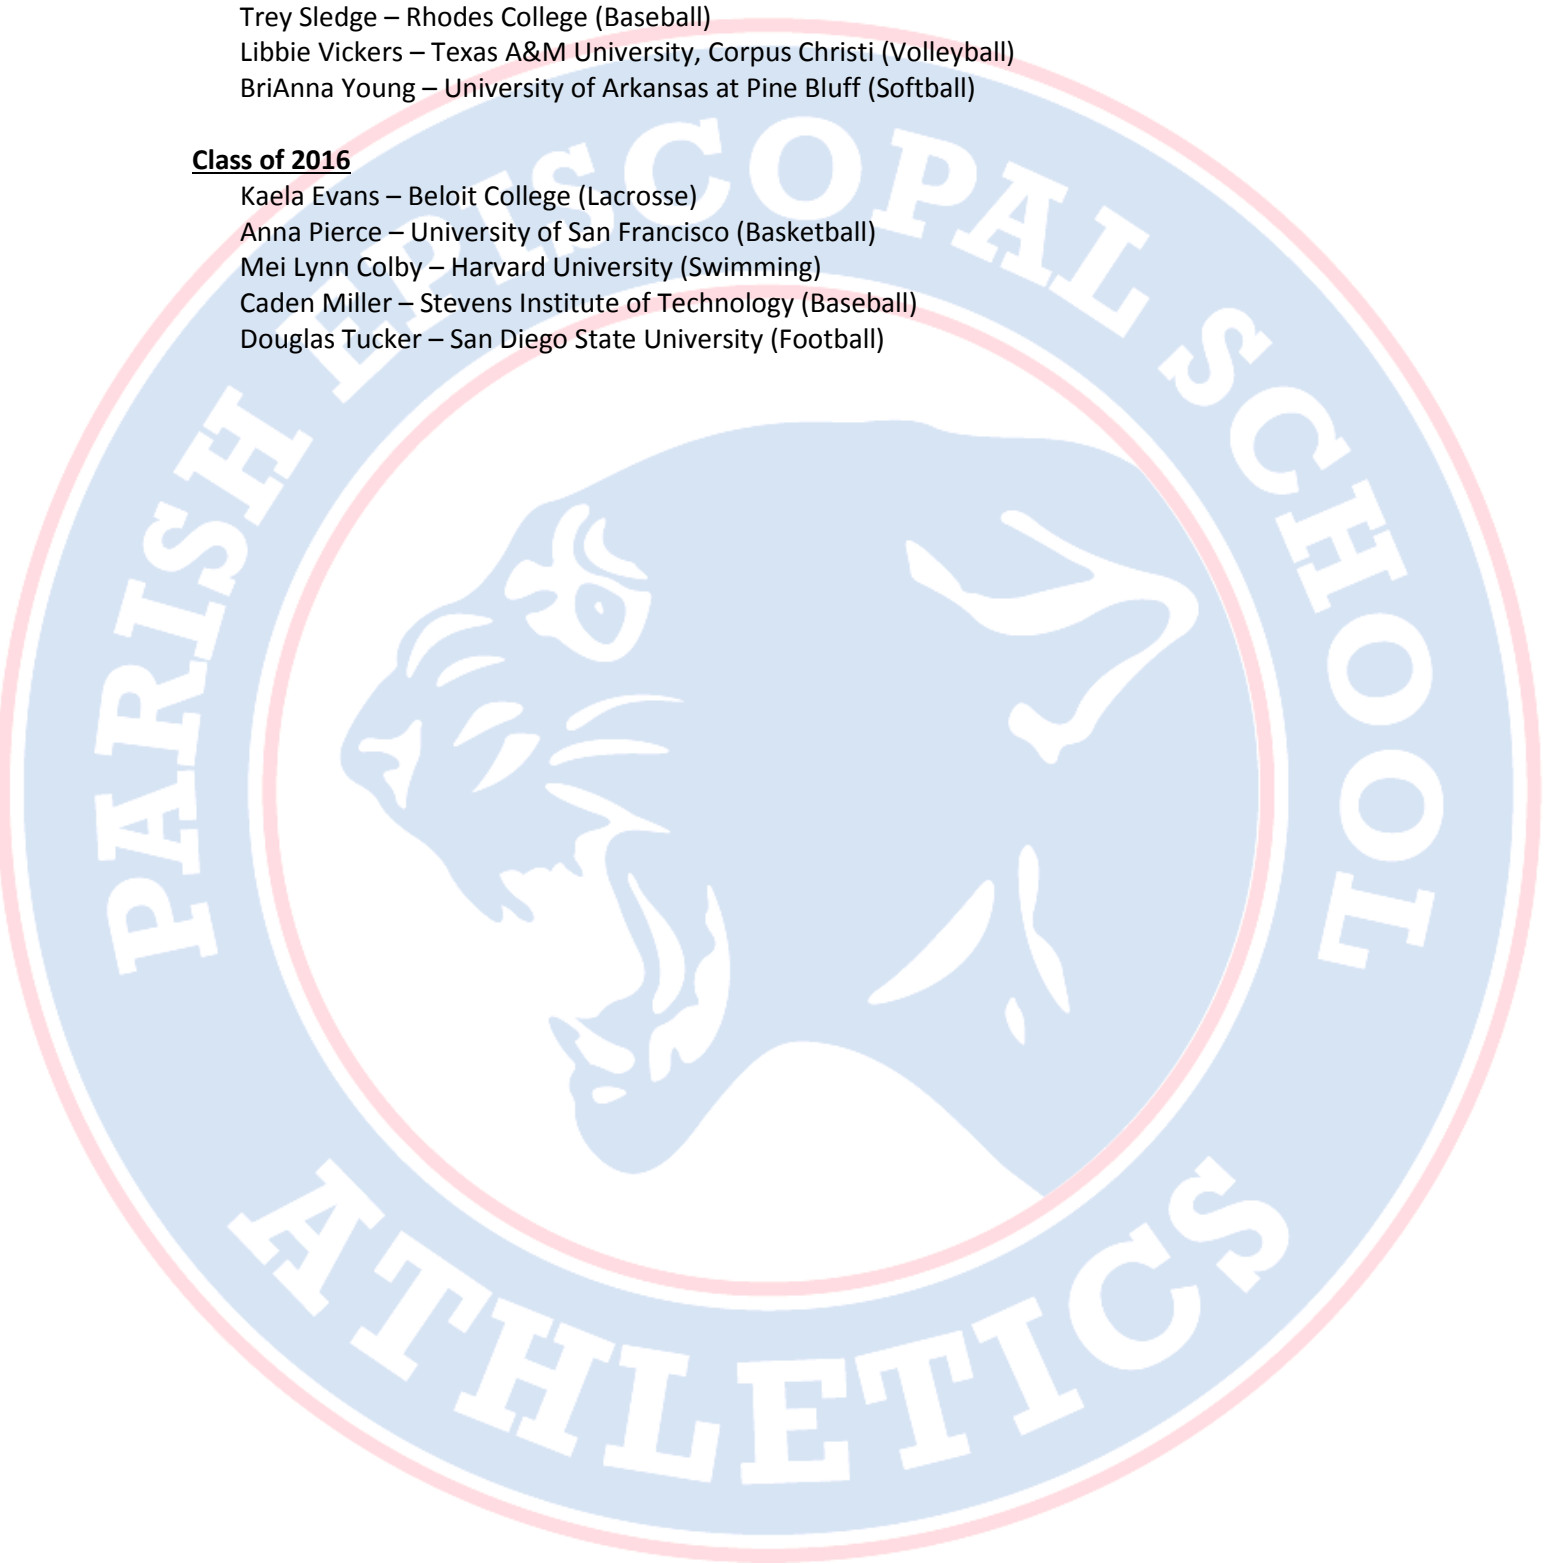 Trey Sledge – Rhodes College (Baseball)
Libbie Vickers – Texas A&M University, Corpus Christi (Volleyball)
BriAnna Young – University of Arkansas at Pine Bluff (Softball)
Class of 2016
Kaela Evans – Beloit College (Lacrosse)
Anna Pierce – University of San Francisco (Basketball)
Mei Lynn Colby – Harvard University (Swimming)
Caden Miller – Stevens Institute of Technology (Baseball)
Douglas Tucker – San Diego State University (Football)
PARISH EPISCOPAL SCHOOL
ATHLETICS